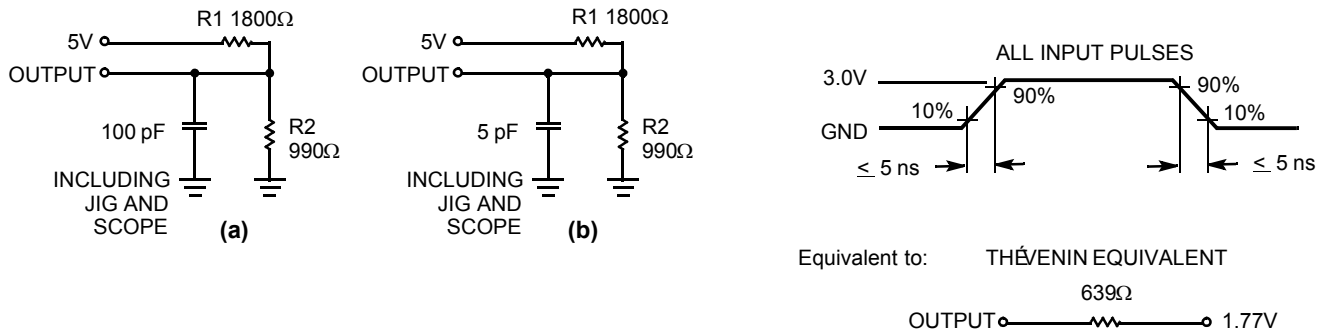 R1 1800Ω
5V
OUTPUT
100 pF
R2
990Ω
INCLUDING
JIG AND
SCOPE
(a)
R1 1800Ω
5V
OUTPUT
5 pF
R2
990Ω
INCLUDING
JIG AND
SCOPE
(b)
ALL INPUT PULSES
3.0V
90%
90%
10%
10%
GND
≤ 5 ns
≤ 5 ns
Equivalent to: THÉVENIN EQUIVALENT
639Ω
OUTPUT
1.77V